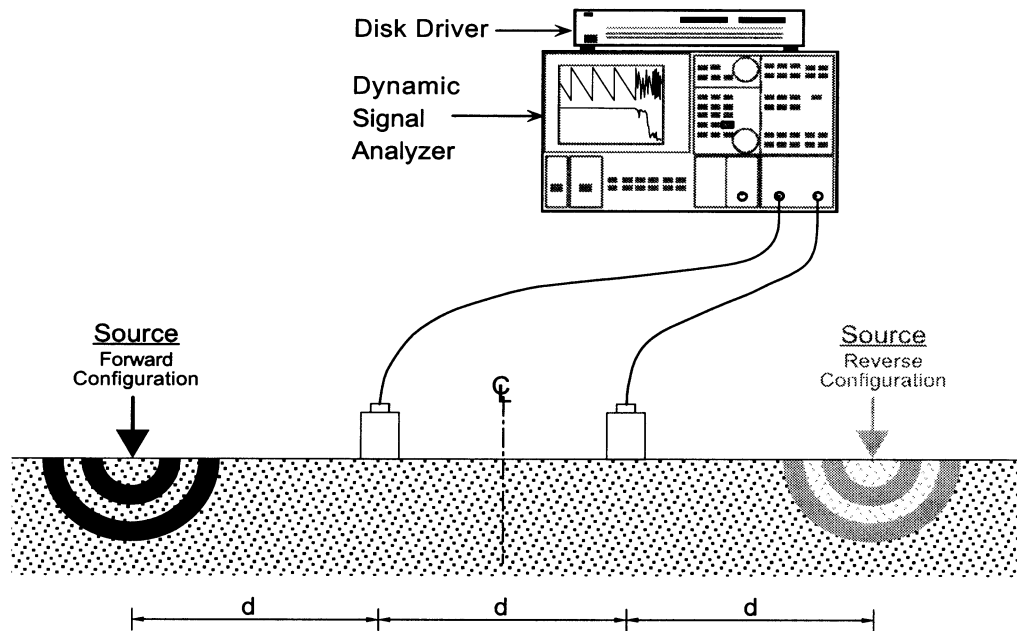 Disk Driver
Dynamic
Signal
Analyzer
Source
Forward
Configuration
℄
Source
Reverse
Configuration
d
d
d